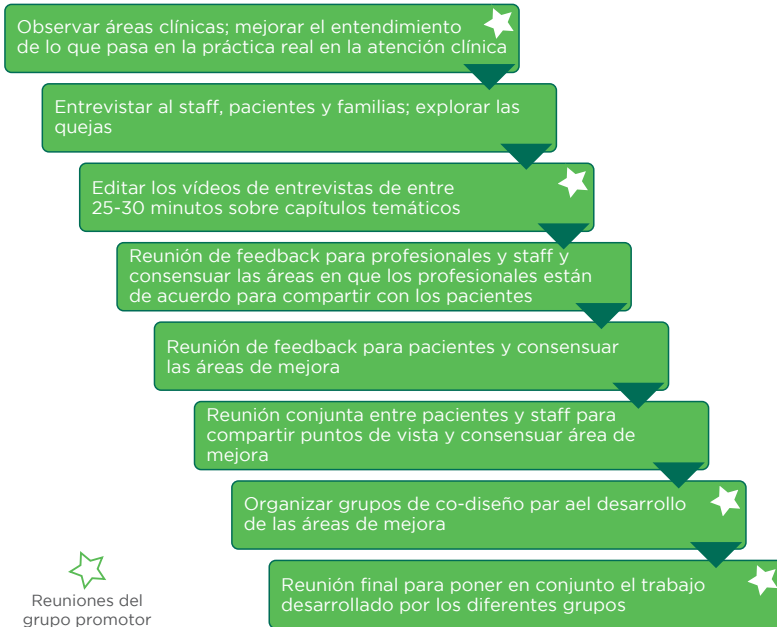 Observar áreas clínicas; mejorar el entendimiento
de lo que pasa en la práctica real en la atención clínica
Entrevistar al staff, pacientes y familias; explorar las
quejas
Editar los vídeos de entrevistas de entre
25-30 minutos sobre capítulos temáticos
Reunión de feedback para profesionales y staff y
consensuar las áreas en que los profesionales están
de acuerdo para compartir con los pacientes
Reunión de feedback para pacientes y consensuar
las áreas de mejora
Reunión conjunta entre pacientes y staff para
compartir puntos de vista y consensuar área de
mejora
Organizar grupos de co-diseño par ael desarrollo
de las áreas de mejora
Reunión final para poner en conjunto el trabajo
desarrollado por los diferentes grupos
Reuniones del
grupo promotor